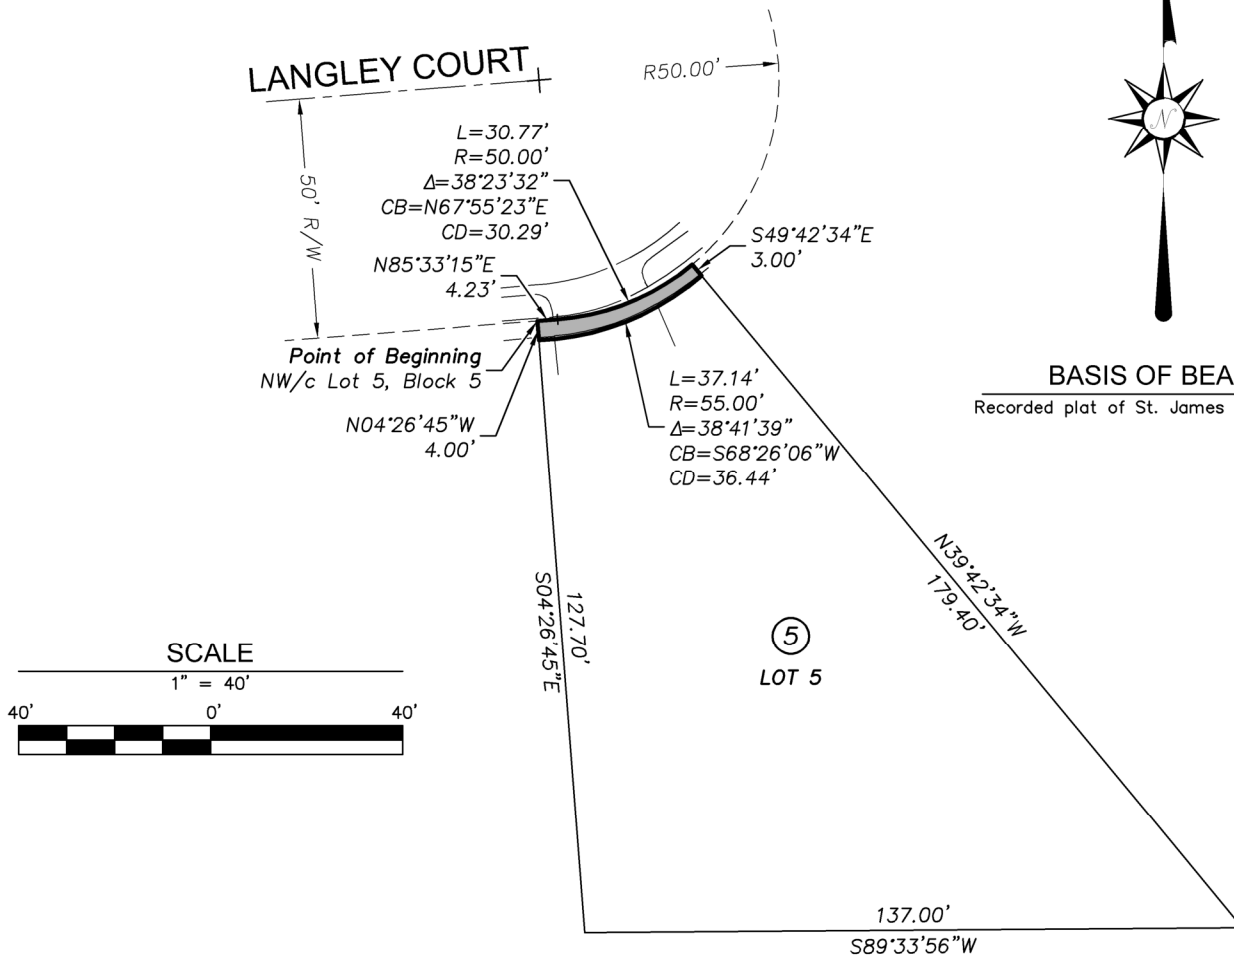 LANGLEY COURT
R50.00'
50' R/W
L=30.77'
R=50.00'
Δ=38°23'32"
CB=N67°55'23"E
CD=30.29'
N85°33'15"E
4.23'
S49°42'34"E
3.00'
N
Point of Beginning
NW/c Lot 5, Block 5
N04°26'45"W
4.00'
L=37.14'
R=55.00'
Δ=38°41'39"
CB=S68°26'06"W
CD=36.44'
BASIS OF BEA
Recorded plat of St. James
127.70'
S04°26'45"E
N39°42'34"W
179.40'
5
LOT 5
SCALE
1" = 40'
40' 0' 40'
137.00'
S89°33'56"W